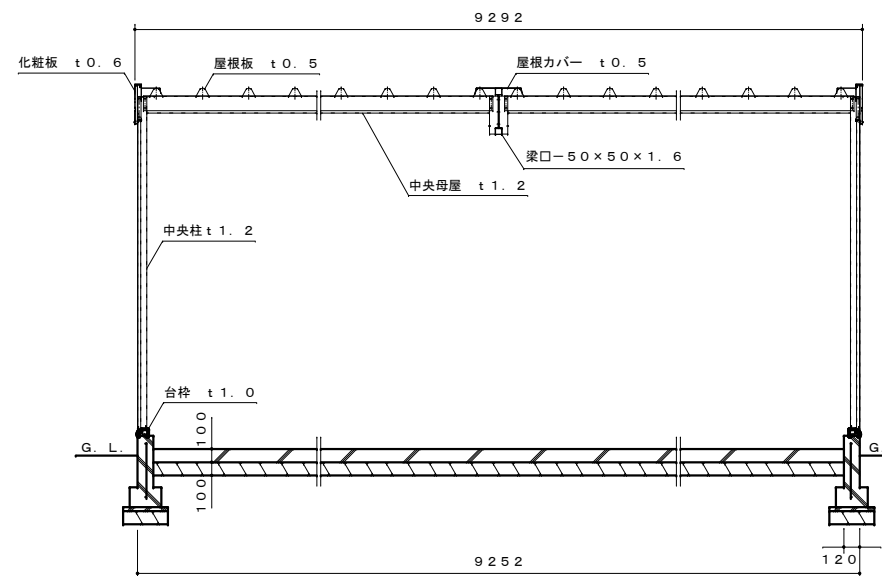 9292
化粧板 t0.6
屋根板 t0.5
屋根カバー t0.5
梁口－50×50×1.6
中央母屋 t1.2
中央柱t1.2
台枠 t1.0
G.L.
100
100
G
120
9252